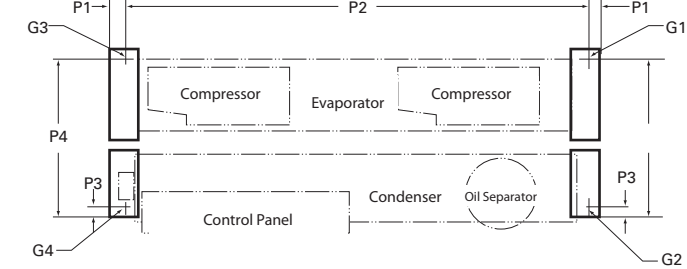 P1
P2
P1
G3
G1
Compressor
Evaporator
Compressor
P4
P3
Condenser
Oil Separator
P3
Control Panel
G4
G2